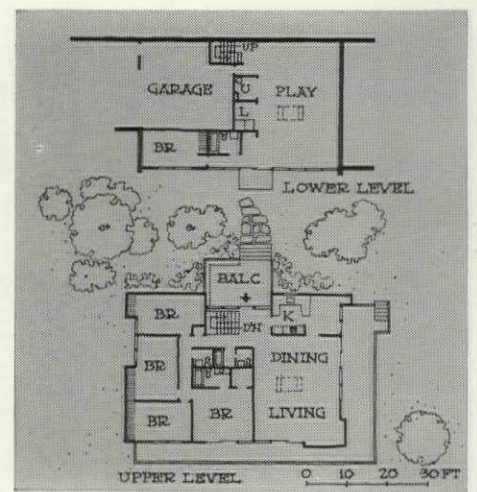 UP
GARAGE
U
PLAY
L
BR
LOWER LEVEL
BALC
BR
D'N
K
BR
DINING
BR
BR
LIVING
UPPER LEVEL
0 10 20 30 FT